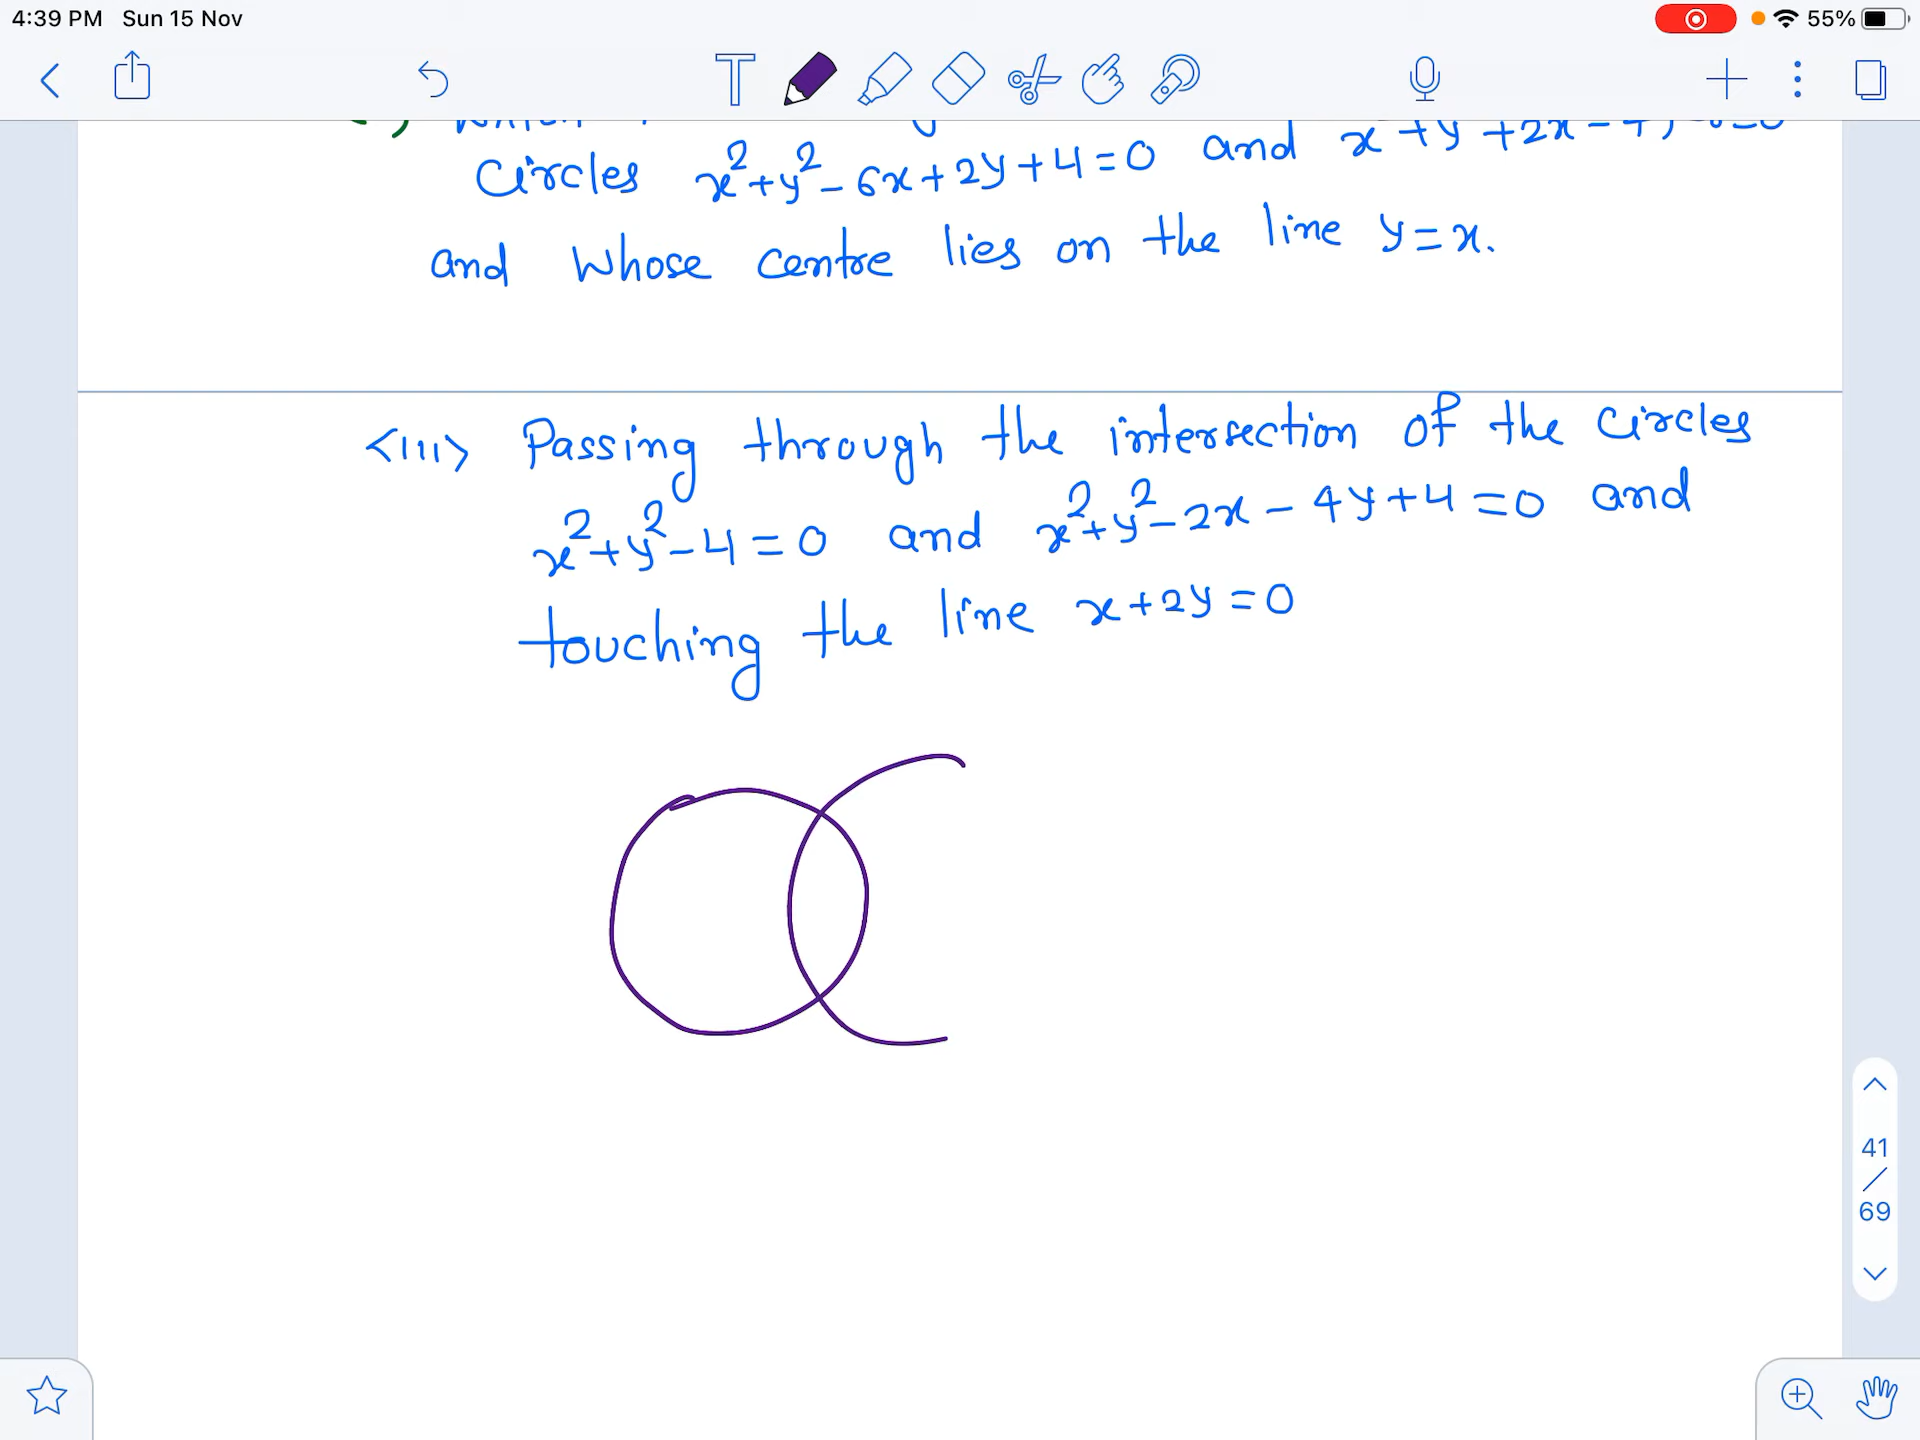 4:39 PM Sun 15 Nov
55%
T
Circles x²+y²-6x+2y+4=0 and
and whose centre lies on the line y=x.
<111> Passing through the intersection of the circles
x²+y²-4=0 and x²+y²-2x-4y+4=0 and
touching the line x+2y=0
41
/
69